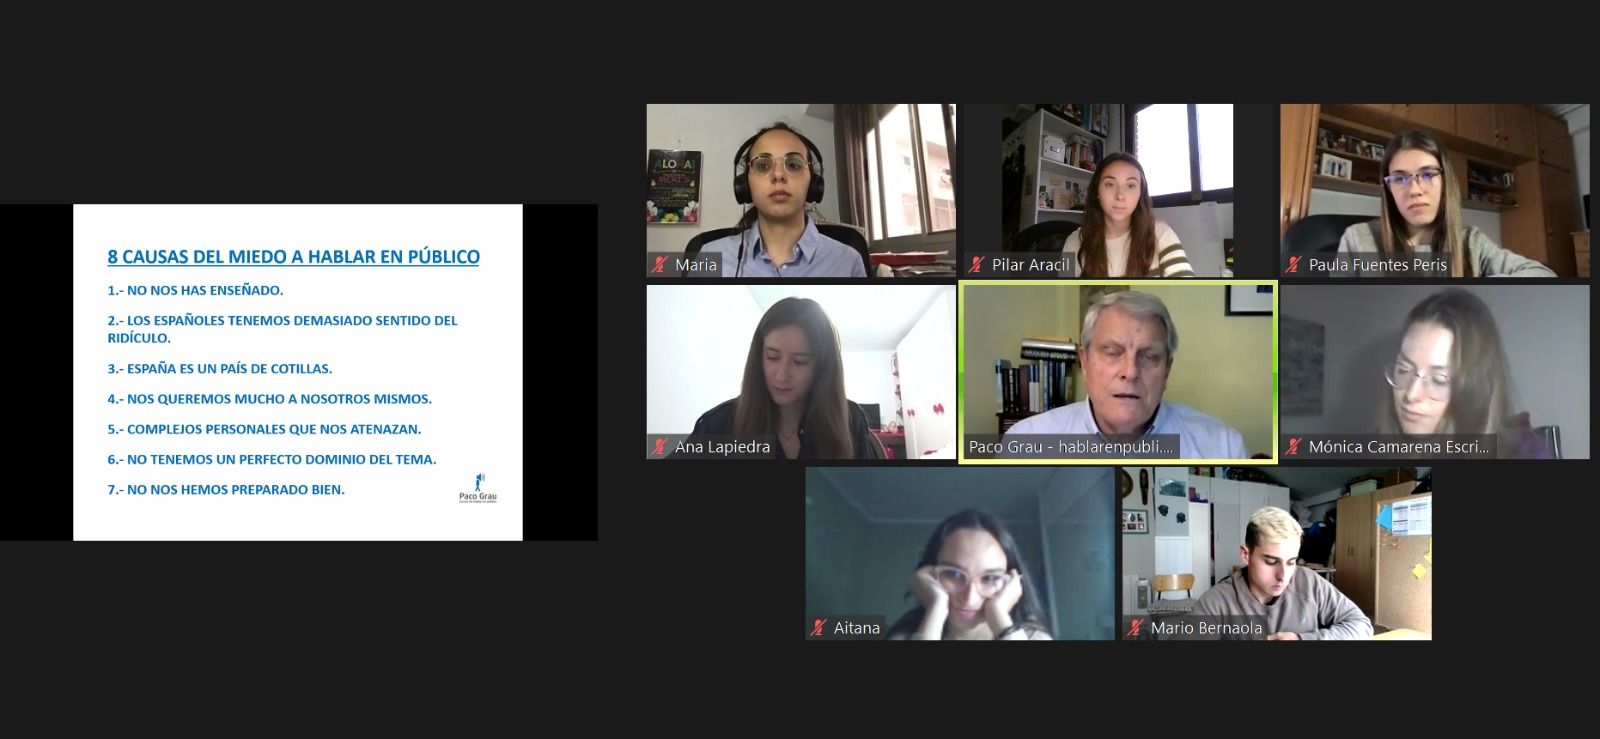 8 CAUSAS DEL MIEDO A HABLAR EN PÚBLICO
1.- NO NOS HAS ENSEÑADO.
2.- LOS ESPAÑOLES TENEMOS DEMASIADO SENTIDO DEL
RIDÍCULO.
3.- ESPAÑA ES UN PAÍS DE COTILLAS.
4.- NOS QUEREMOS MUCHO A NOSOTROS MISMOS.
5.- COMPLEJOS PERSONALES QUE NOS ATENAZAN.
6.- NO TENEMOS UN PERFECTO DOMINIO DEL TEMA.
7.- NO NOS HEMOS PREPARADO BIEN.
Paco Grau
ALOHA!
Maria
Pilar Aracil
Paula Fuentes Peris
Ana Lapiedra
Paco Grau - hablarenpubli....
Mónica Camarena Escri...
Aitana
Mario Bernaola